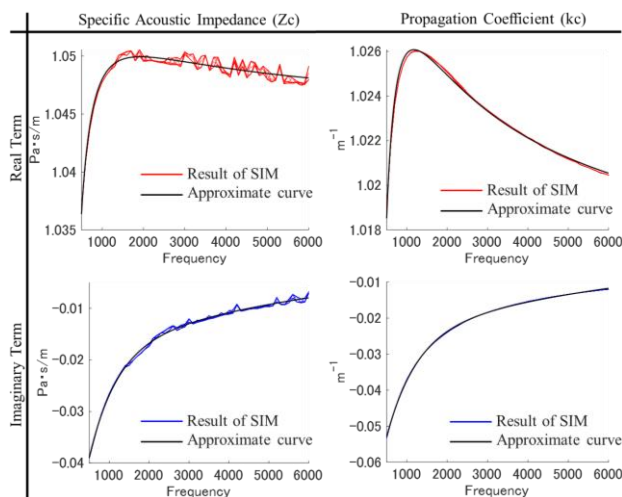 Specific Acoustic Impedance (Zc)
Propagation Coefficient (kc)
Real Term
Pa･s/m
1.05
1.045
1.04
1.035
Result of SIM
Approximate curve
1000 2000 3000 4000 5000 6000
Frequency
m⁻¹
1.026
1.024
1.022
1.02
1.018
Result of SIM
Approximate curve
1000 2000 3000 4000 5000 6000
Frequency
Imaginary Term
Pa･s/m
-0.01
-0.02
-0.03
-0.04
Result of SIM
Approximate curve
1000 2000 3000 4000 5000 6000
Frequency
m⁻¹
-0.01
-0.02
-0.03
-0.04
-0.05
-0.06
Result of SIM
Approximate curve
1000 2000 3000 4000 5000 6000
Frequency